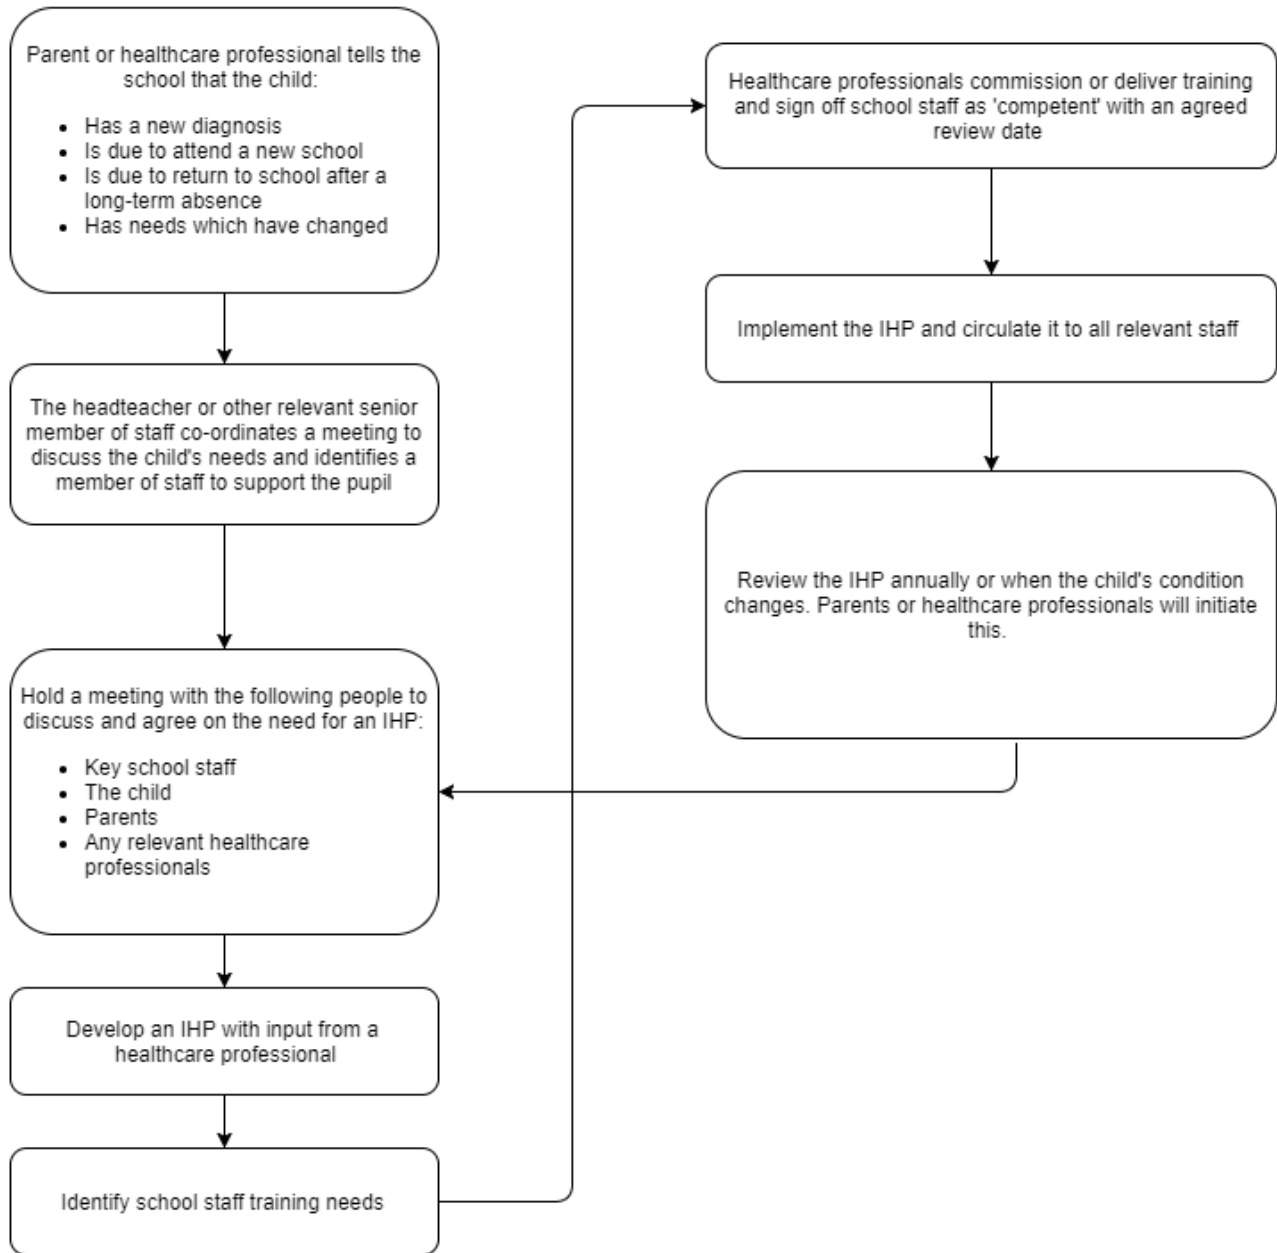 Parent or healthcare professional tells the
school that the child:
• Has a new diagnosis
• Is due to attend a new school
• Is due to return to school after a
long-term absence
• Has needs which have changed
The headteacher or other relevant senior
member of staff co-ordinates a meeting to
discuss the child's needs and identifies a
member of staff to support the pupil
Hold a meeting with the following people to
discuss and agree on the need for an IHP:
• Key school staff
• The child
• Parents
• Any relevant healthcare
professionals
Develop an IHP with input from a
healthcare professional
Identify school staff training needs
Healthcare professionals commission or deliver training
and sign off school staff as 'competent' with an agreed
review date
Implement the IHP and circulate it to all relevant staff
Review the IHP annually or when the child's condition
changes. Parents or healthcare professionals will initiate
this.